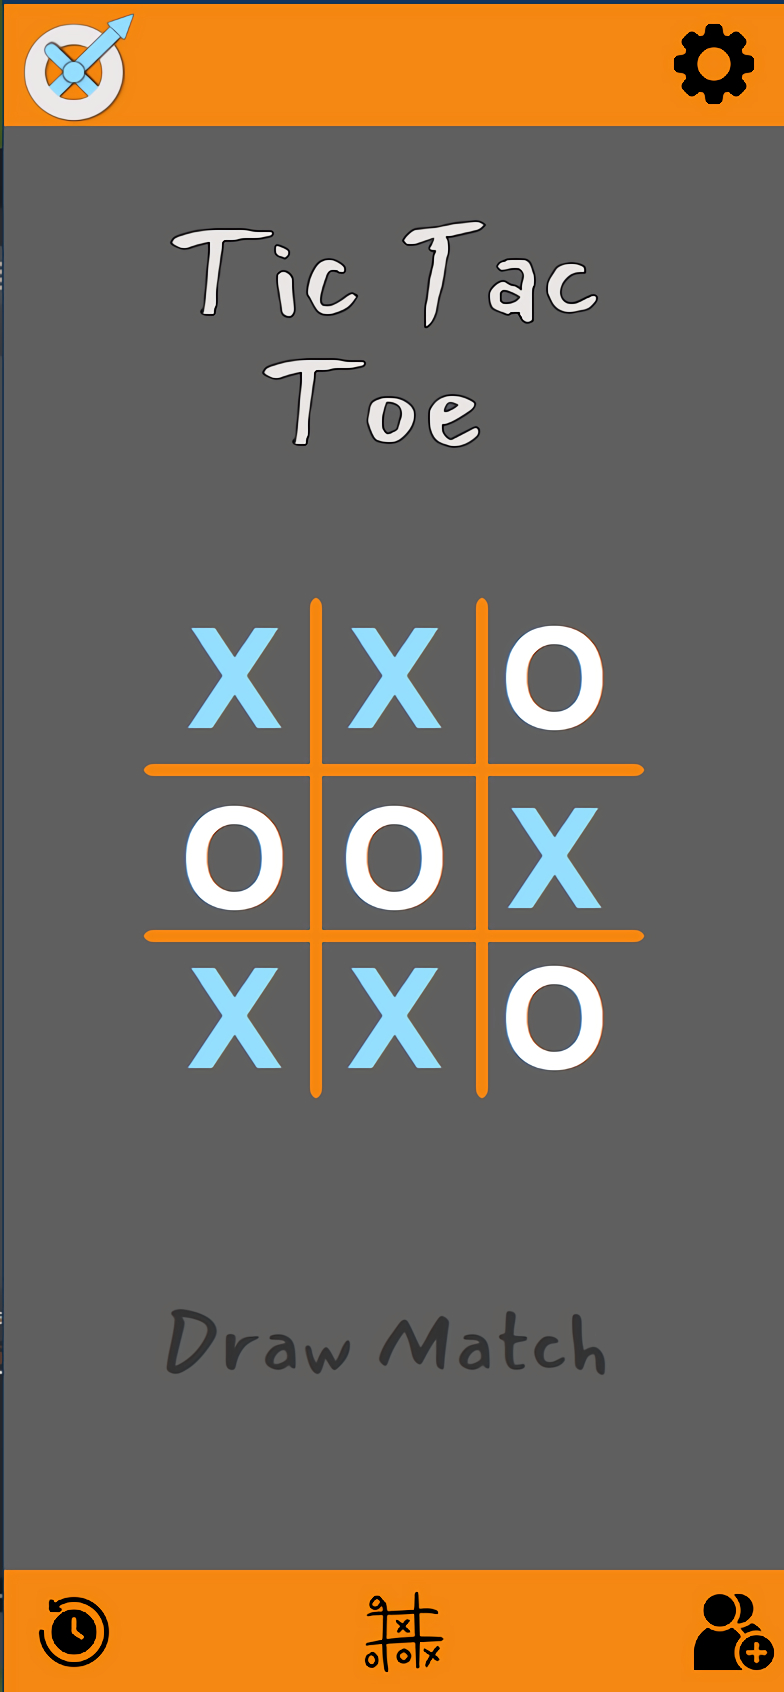 Tic Tac
Toe
X X O
O O X
X X O
Draw Match